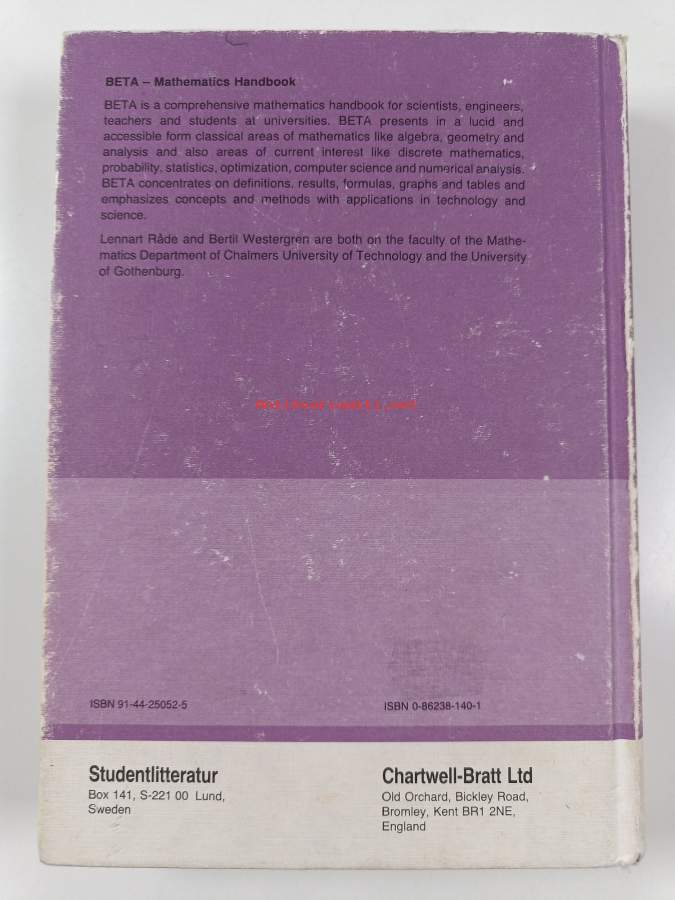 BETA – Mathematics Handbook
BETA is a comprehensive mathematics handbook for scientists, engineers,
teachers and students at universities. BETA presents in a lucid and
accessible form classical areas of mathematics like algebra, geometry and
analysis and also areas of current interest like discrete mathematics,
probability, statistics, optimization, computer science and numerical analysis.
BETA concentrates on definitions, results, formulas, graphs and tables and
emphasizes concepts and methods with applications in technology and
science.
Lennart Råde and Bertil Westergren are both on the faculty of the Mathe-
matics Department of Chalmers University of Technology and the University
of Gothenburg.
ISBN 91-44-25052-5
ISBN 0-86238-140-1
Studentlitteratur
Box 141, S-221 00 Lund,
Sweden
Chartwell-Bratt Ltd
Old Orchard, Bickley Road,
Bromley, Kent BR1 2NE,
England